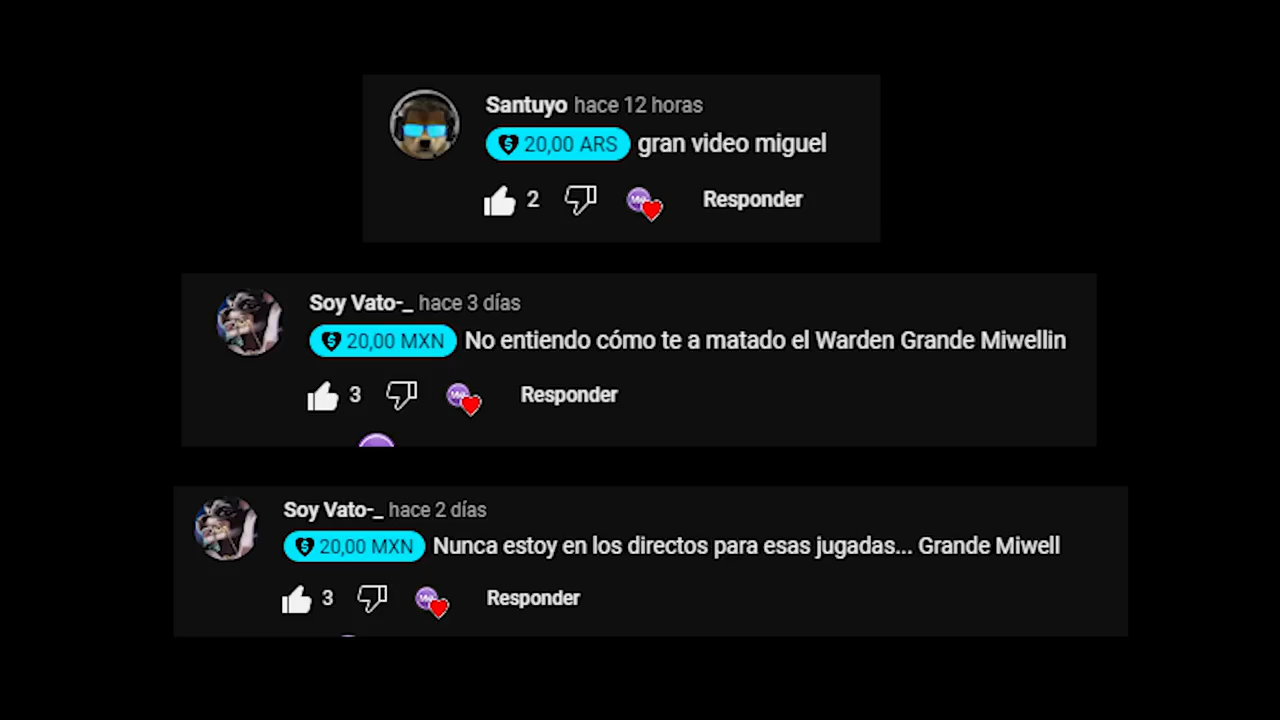 Santuyo hace 12 horas
20,00 ARS gran video miguel
2 Responder
Soy Vato-_ hace 3 días
20,00 MXN No entiendo cómo te a matado el Warden Grande Miwellin
3 Responder
Soy Vato-_ hace 2 días
20,00 MXN Nunca estoy en los directos para esas jugadas... Grande Miwell
3 Responder